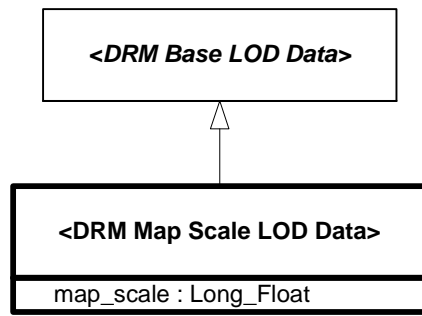 <DRM Base LOD Data>
<DRM Map Scale LOD Data>
map_scale : Long_Float